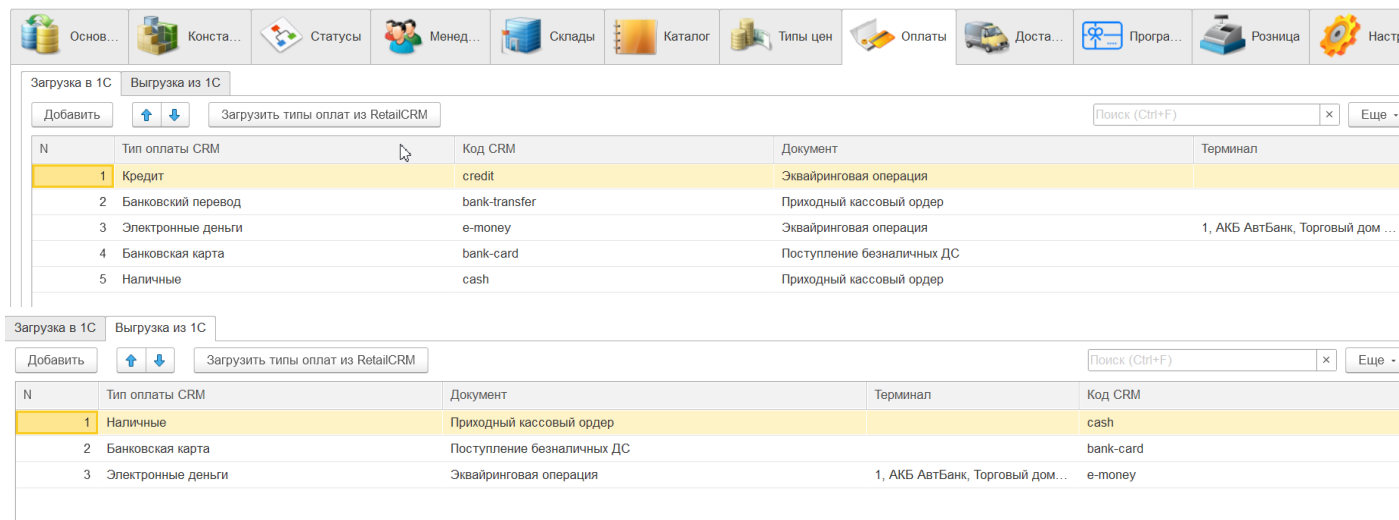 Основ... Конста... Статусы Менед... Склады Каталог Типы цен Оплаты Доста... Програ... Розница Настр
Загрузка в 1С Выгрузка из 1С
Добавить Загрузить типы оплат из RetailCRM Поиск (Ctrl+F) × Еще
N Тип оплаты CRM Код CRM Документ Терминал
1 Кредит credit Эквайринговая операция
2 Банковский перевод bank-transfer Приходный кассовый ордер
3 Электронные деньги e-money Эквайринговая операция 1, АКБ АвтБанк, Торговый дом ...
4 Банковская карта bank-card Поступление безналичных ДС
5 Наличные cash Приходный кассовый ордер
Загрузка в 1С Выгрузка из 1С
Добавить Загрузить типы оплат из RetailCRM Поиск (Ctrl+F) × Еще
N Тип оплаты CRM Документ Терминал Код CRM
1 Наличные Приходный кассовый ордер cash
2 Банковская карта Поступление безналичных ДС bank-card
3 Электронные деньги Эквайринговая операция 1, АКБ АвтБанк, Торговый дом... e-money